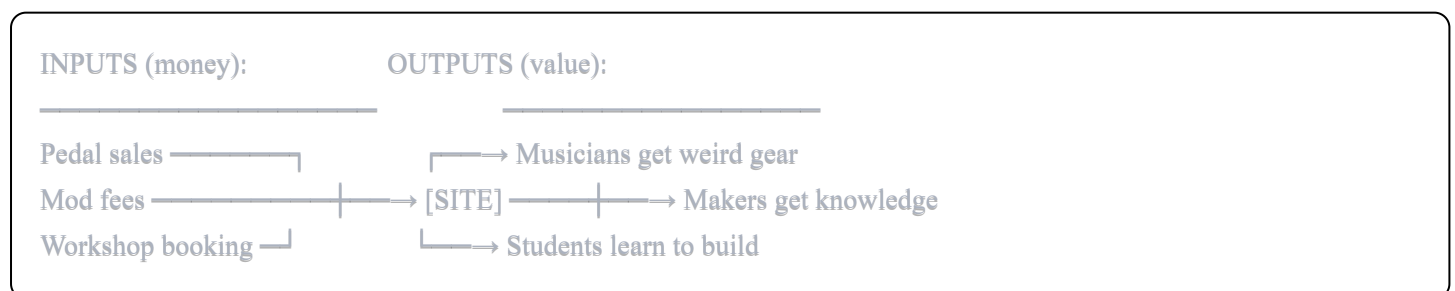 INPUTS (money): OUTPUTS (value):
Pedal sales ──────┐ ┌───→ Musicians get weird gear
Mod fees ─────────┼──→ [SITE] ────┼──→ Makers get knowledge
Workshop booking ─┘ └───→ Students learn to build